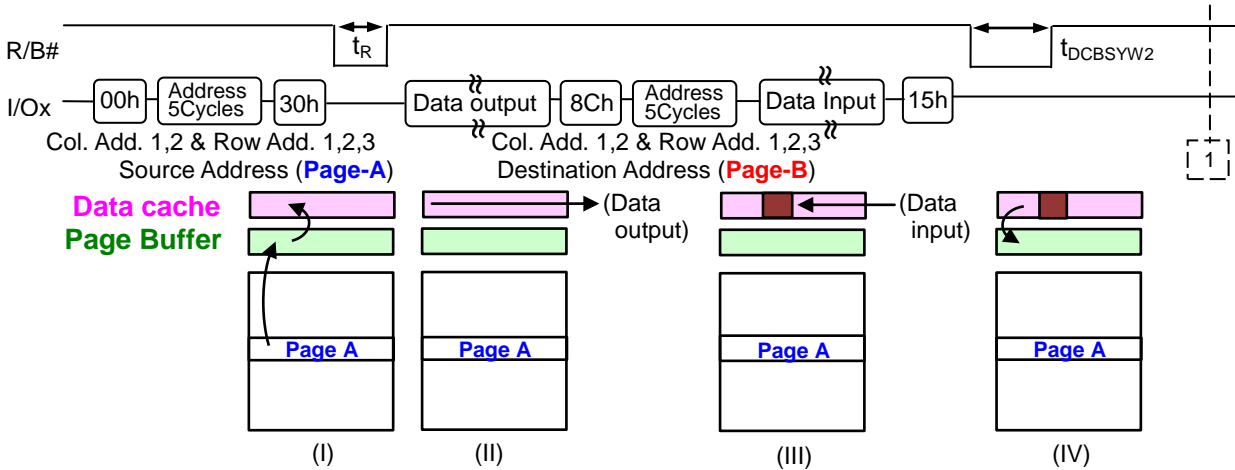 R/B#
tR
tDCBSYW2
I/Ox
00h
Address
5Cycles
30h
Data output
8Ch
Address
5Cycles
Data Input
15h
Col. Add. 1,2 & Row Add. 1,2,3
Source Address (Page-A)
Col. Add. 1,2 & Row Add. 1,2,3
Destination Address (Page-B)
1
Data cache
Page Buffer
(Data
output)
(Data
input)
Page A
Page A
Page A
Page A
(I)
(II)
(III)
(IV)